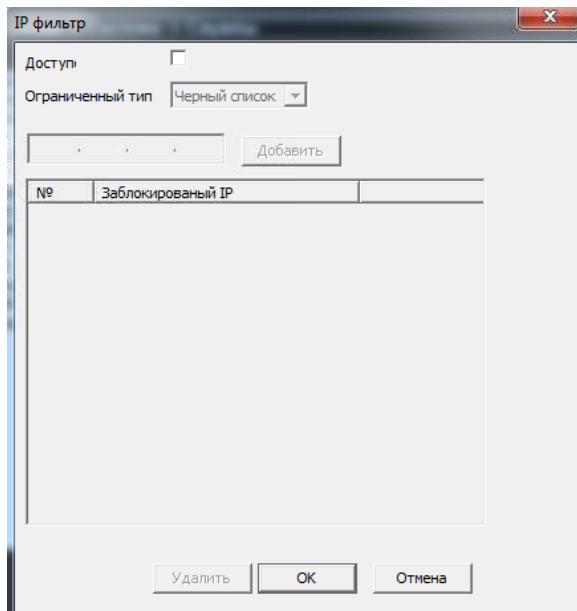 IP фильтр
Доступ
Ограниченный тип Черный список
. . . Добавить
№ Заблокированый IP
Удалить OK Отмена